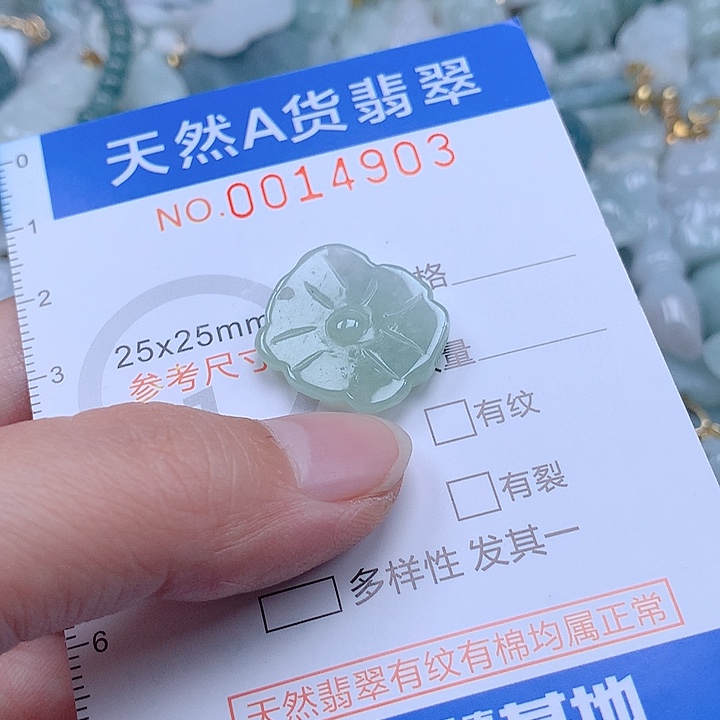 天然A货翡翠
NO.0014903
0
1
格
2
25x25mm
量
参考尺寸
3
有纹
有裂
多样性 发其一
6
天然翡翠有纹有棉均属正常
基地